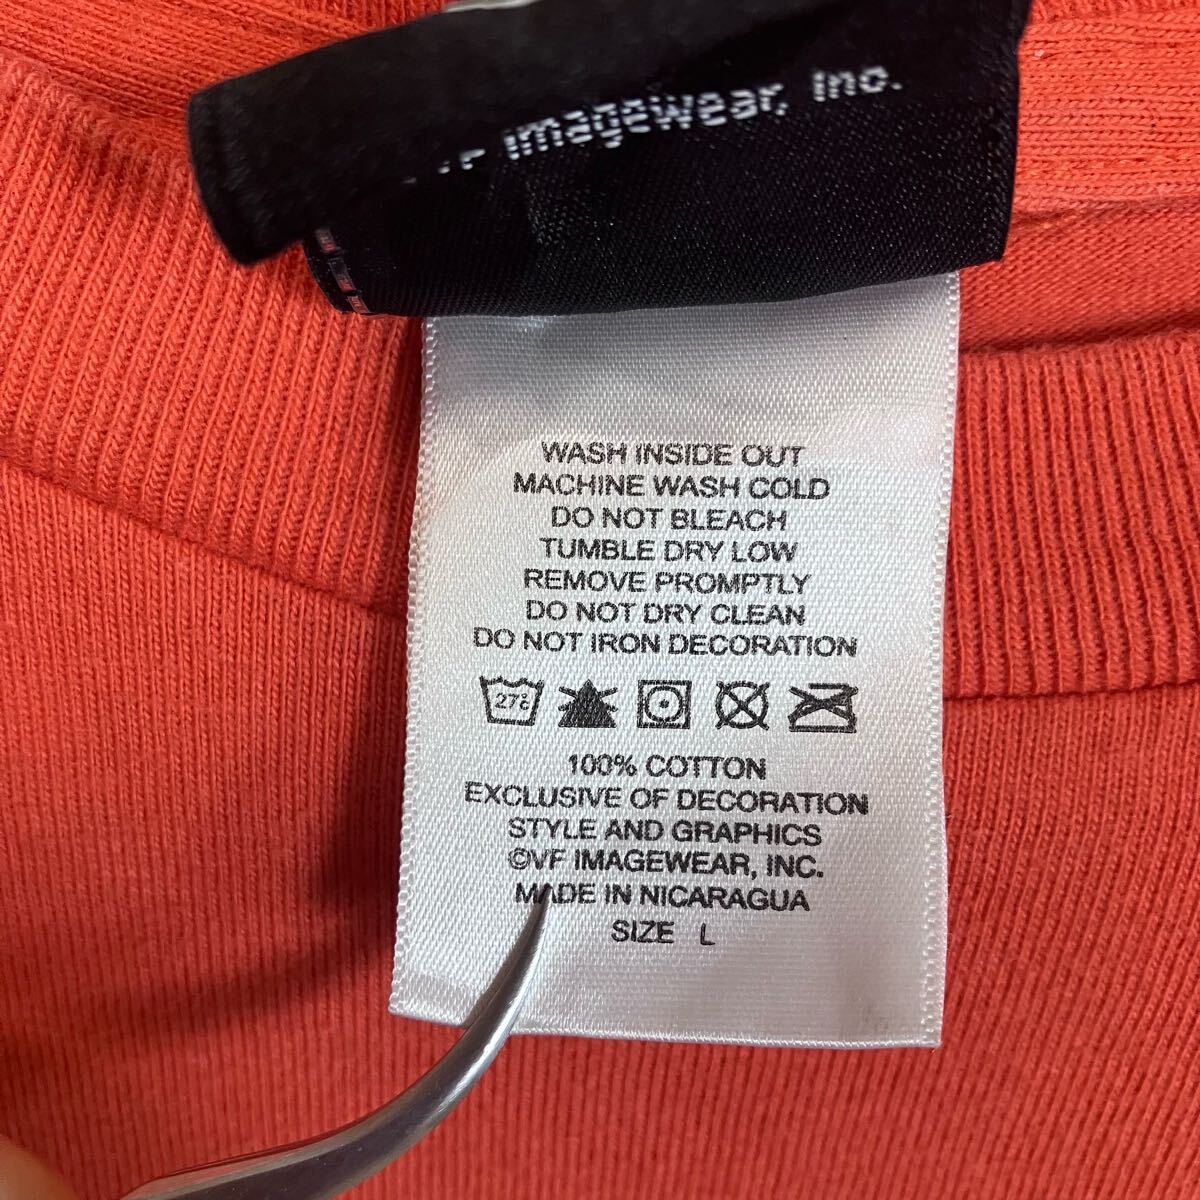 Imagewear, Inc.
WASH INSIDE OUT
MACHINE WASH COLD
DO NOT BLEACH
TUMBLE DRY LOW
REMOVE PROMPTLY
DO NOT DRY CLEAN
DO NOT IRON DECORATION
27°C
100% COTTON
EXCLUSIVE OF DECORATION
STYLE AND GRAPHICS
©VF IMAGEWEAR, INC.
MADE IN NICARAGUA
SIZE L